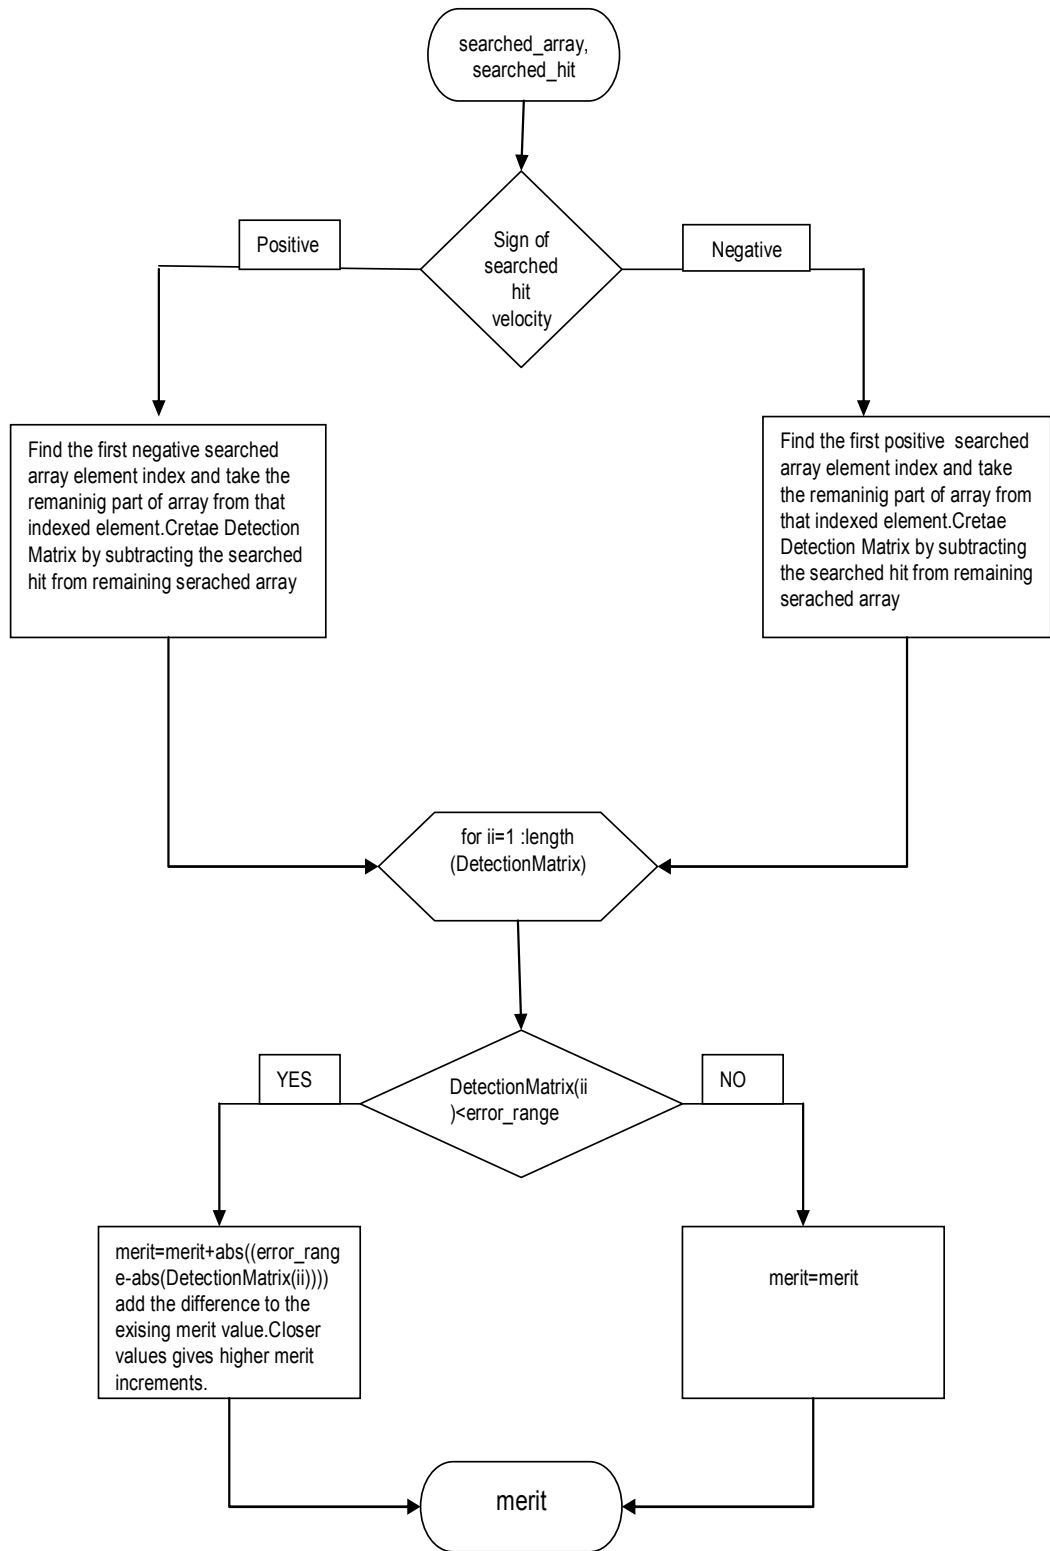 searched_array,
searched_hit
Positive
Sign of
searched
hit
velocity
Negative
Find the first negative searched
array element index and take the
remaninig part of array from that
indexed element.Cretae Detection
Matrix by subtracting the searched
hit from remaining serached array
Find the first positive searched
array element index and take
the remaninig part of array from
that indexed element.Cretae
Detection Matrix by subtracting
the searched hit from remaining
serached array
for ii=1 :length
(DetectionMatrix)
YES
DetectionMatrix(ii
)<error_range
NO
merit=merit+abs((error_rang
e-abs(DetectionMatrix(ii))))
add the difference to the
exising merit value.Closer
values gives higher merit
increments.
merit=merit
merit